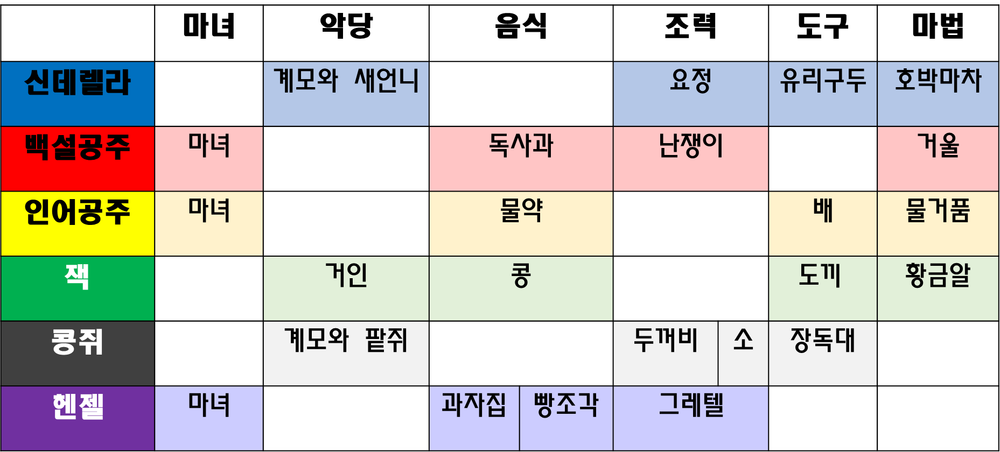 마녀 악당 음식 조력 도구 마법
신데렐라 계모와 새언니 요정 유리구두 호박마차
백설공주 마녀 독사과 난쟁이 거울
인어공주 마녀 물약 배 물거품
잭 거인 콩 도끼 황금알
콩쥐 계모와 팥쥐 두꺼비 소 장독대
헨젤 마녀 과자집 빵조각 그레텔